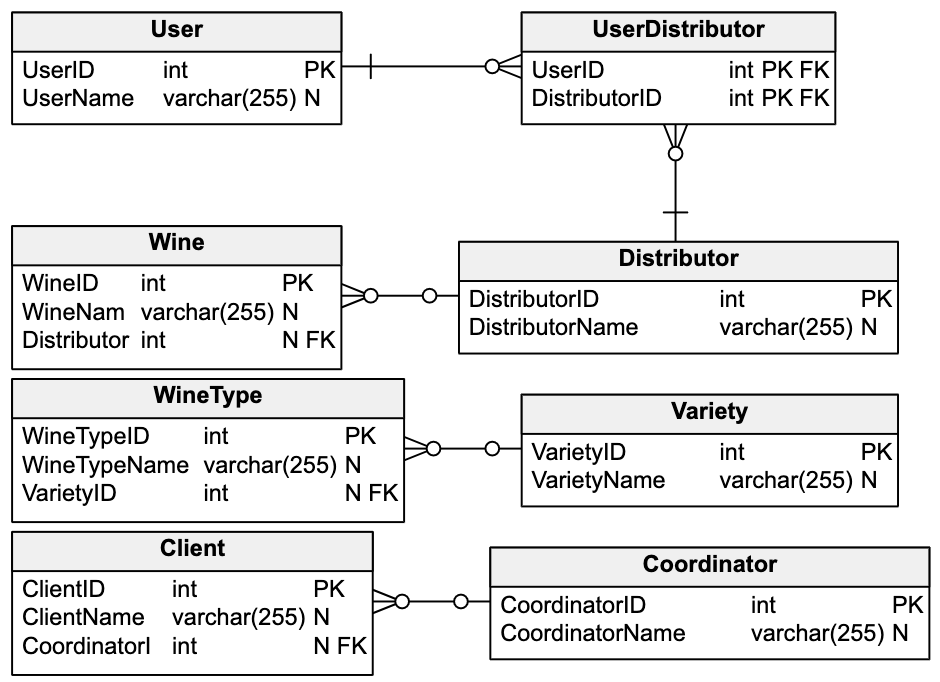 User
UserID int PK
UserName varchar(255) N
UserDistributor
UserID int PK FK
DistributorID int PK FK
Wine
WineID int PK
WineNam varchar(255) N
Distributor int N FK
Distributor
DistributorID int PK
DistributorName varchar(255) N
WineType
WineTypeID int PK
WineTypeName varchar(255) N
VarietyID int N FK
Variety
VarietyID int PK
VarietyName varchar(255) N
Client
ClientID int PK
ClientName varchar(255) N
CoordinatorI int N FK
Coordinator
CoordinatorID int PK
CoordinatorName varchar(255) N